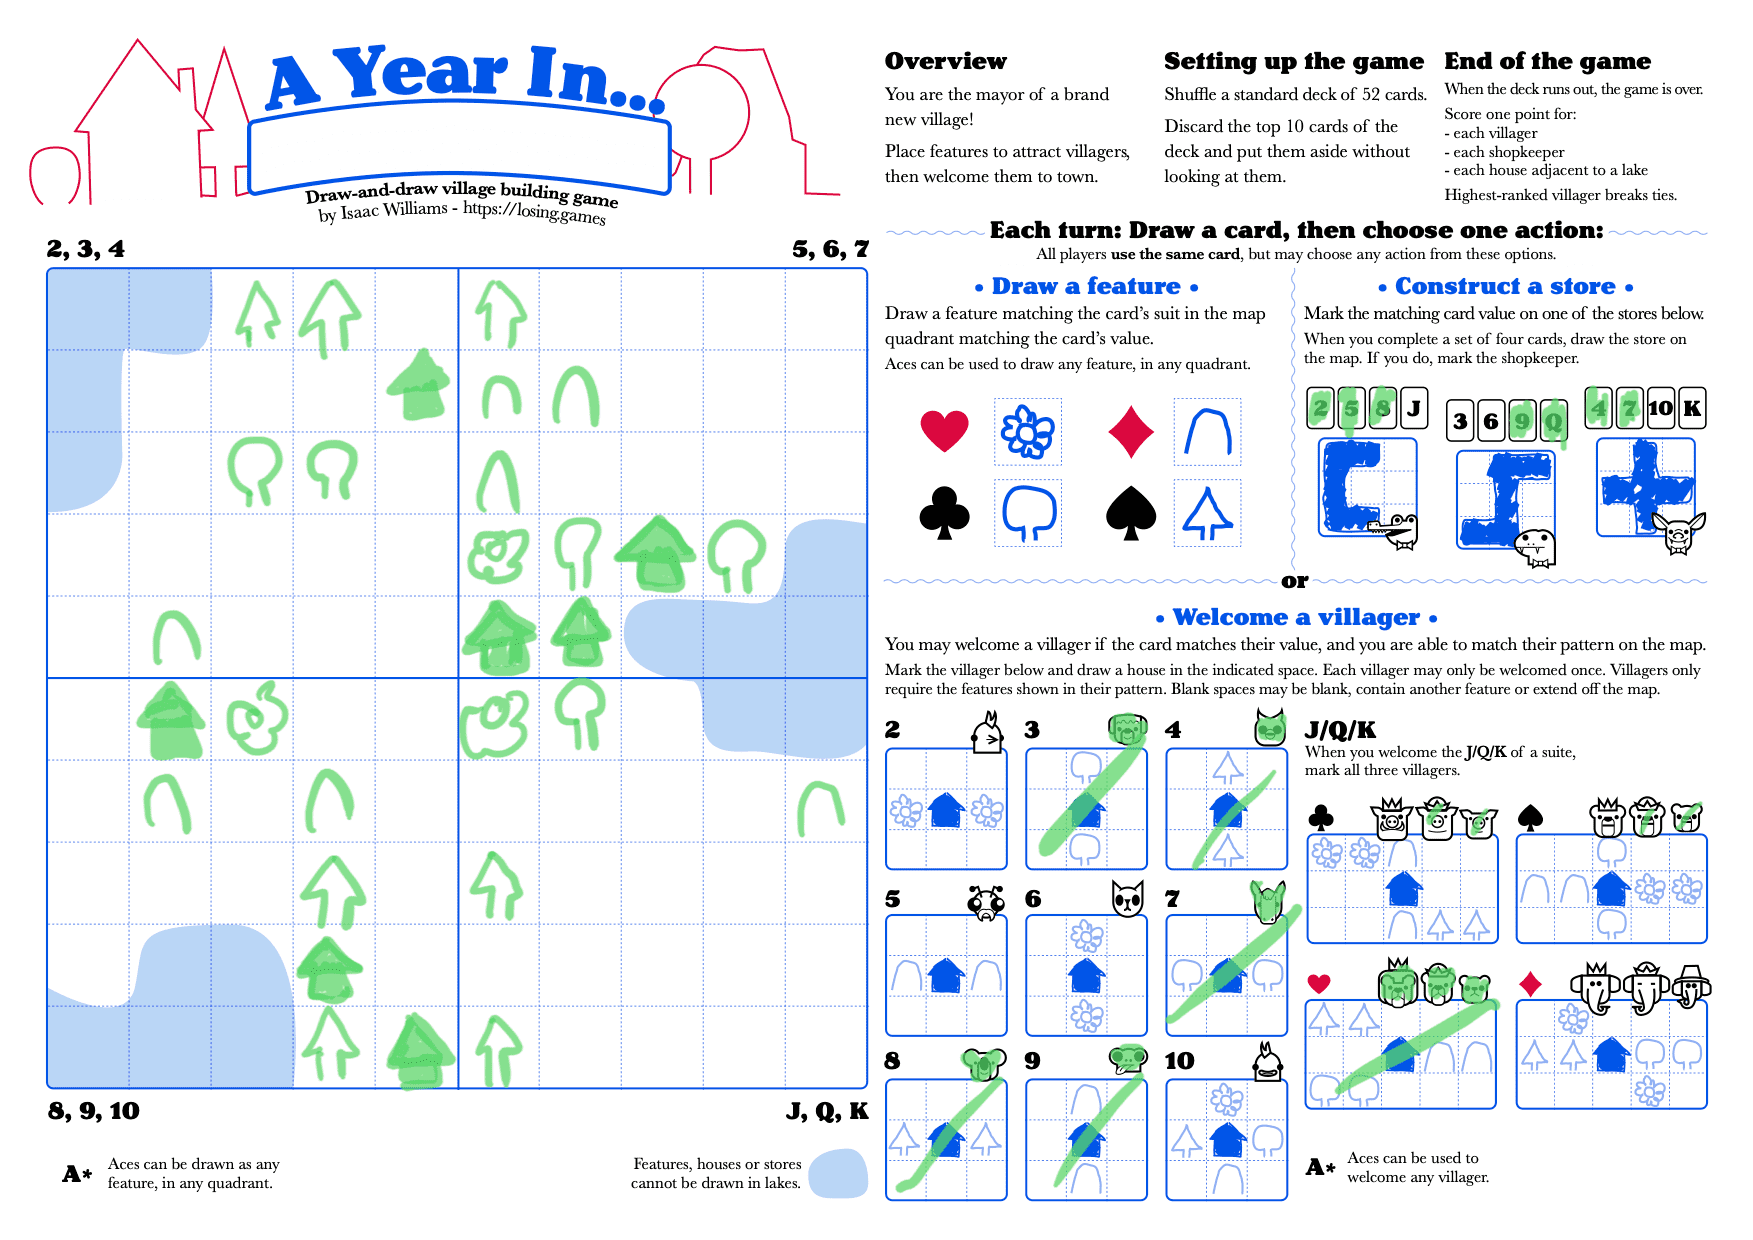 A Year In...
Draw-and-draw village building game
by Isaac Williams - https://losing.games
2, 3, 4
5, 6, 7
8, 9, 10
J, Q, K
A* Aces can be drawn as any
feature, in any quadrant.
Features, houses or stores
cannot be drawn in lakes.
Overview
You are the mayor of a brand
new village!
Place features to attract villagers,
then welcome them to town.
Setting up the game
Shuffle a standard deck of 52 cards.
Discard the top 10 cards of the
deck and put them aside without
looking at them.
End of the game
When the deck runs out, the game is over.
Score one point for:
- each villager
- each shopkeeper
- each house adjacent to a lake
Highest-ranked villager breaks ties.
Each turn: Draw a card, then choose one action:
All players use the same card, but may choose any action from these options.
• Draw a feature •
Draw a feature matching the card's suit in the map
quadrant matching the card's value.
Aces can be used to draw any feature, in any quadrant.
• Construct a store •
Mark the matching card value on one of the stores below.
When you complete a set of four cards, draw the store on
the map. If you do, mark the shopkeeper.
2 5 8 J
3 6 9 Q
4 7 10 K
or
• Welcome a villager •
You may welcome a villager if the card matches their value, and you are able to match their pattern on the map.
Mark the villager below and draw a house in the indicated space. Each villager may only be welcomed once. Villagers only
require the features shown in their pattern. Blank spaces may be blank, contain another feature or extend off the map.
2
3
4
J/Q/K
When you welcome the J/Q/K of a suite,
mark all three villagers.
5
6
7
8
9
10
A* Aces can be used to
welcome any villager.